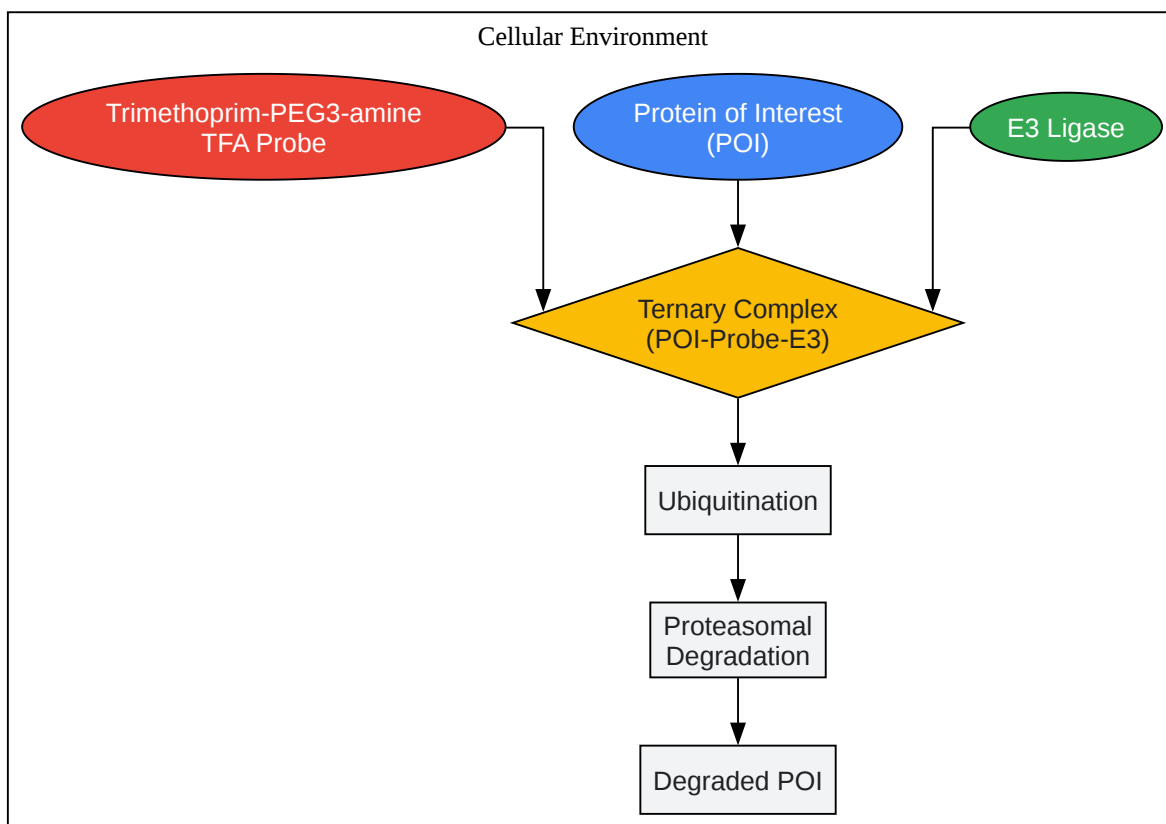 Cellular Environment
Trimethoprim-PEG3-amine
TFA Probe
Protein of Interest
(POI)
E3 Ligase
Ternary Complex
(POI-Probe-E3)
Ubiquitination
Proteasomal
Degradation
Degraded POI